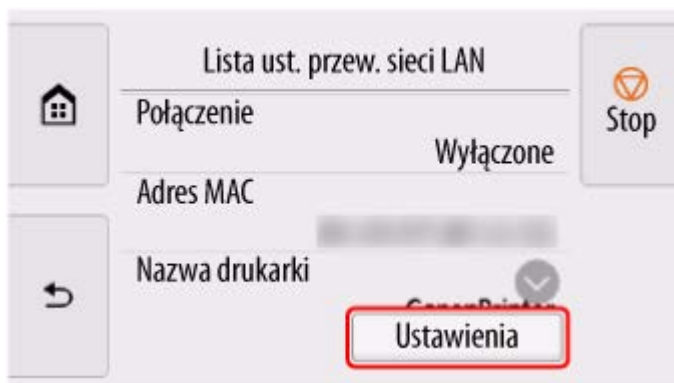 Lista ust. przew. sieci LAN
Połączenie
Wyłączone
Stop
Adres MAC
Nazwa drukarki
Ustawienia